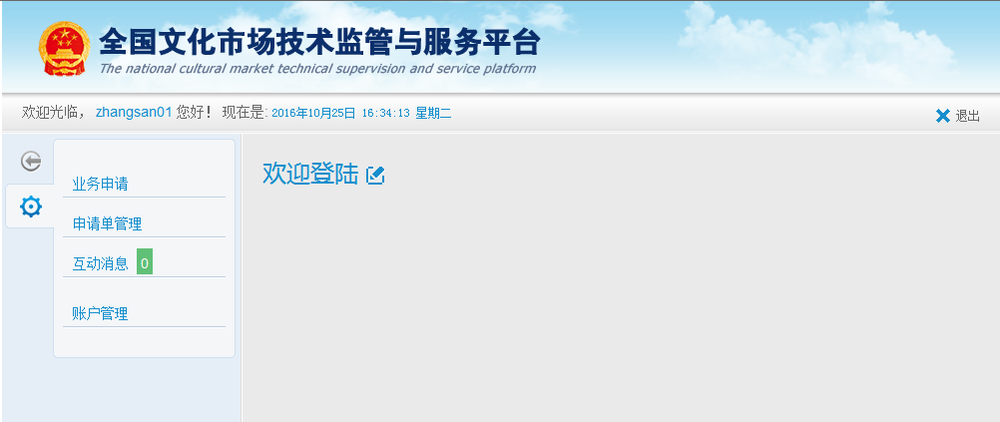 全国文化市场技术监管与服务平台
The national cultural market technical supervision and service platform
欢迎光临， zhangsan01 您好！ 现在是: 2016年10月25日 16:34:13 星期二
退出
业务申请
申请单管理
互动消息 0
账户管理
欢迎登陆